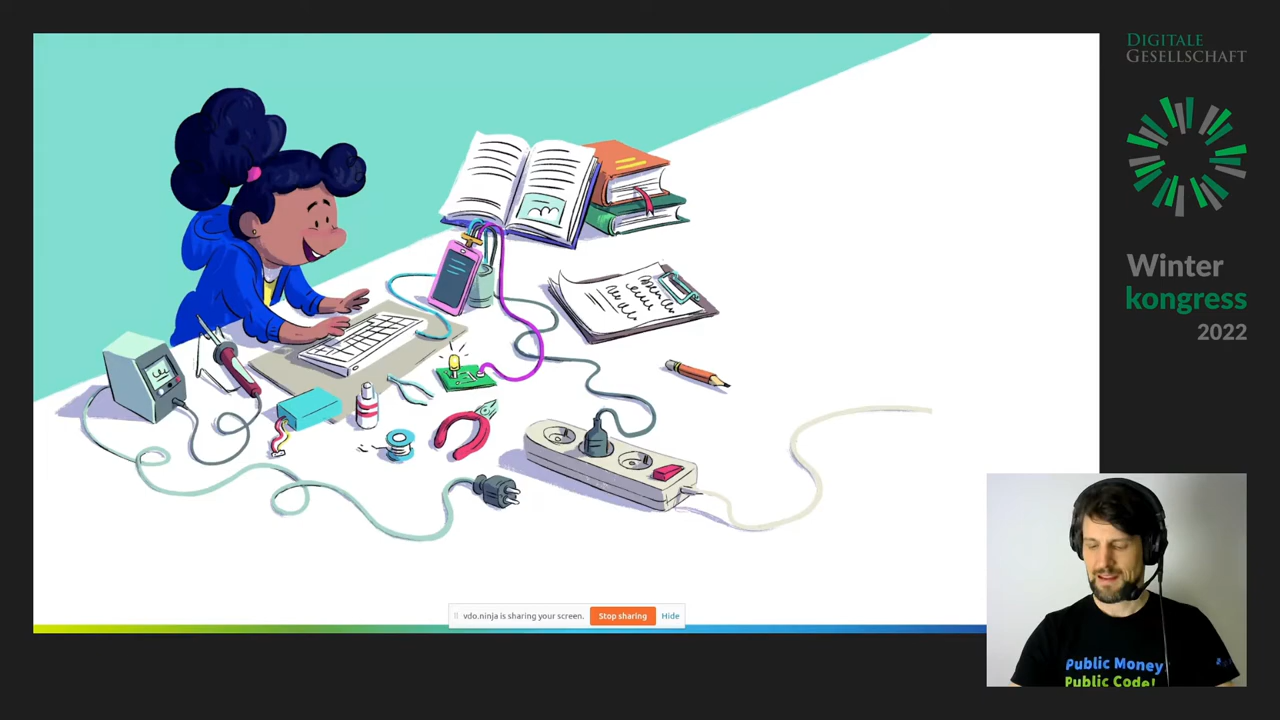 DIGITALE
GESELLSCHAFT
Winter
kongress
2022
vdo.ninja is sharing your screen.
Stop sharing
Hide
Public Money
Public Code!